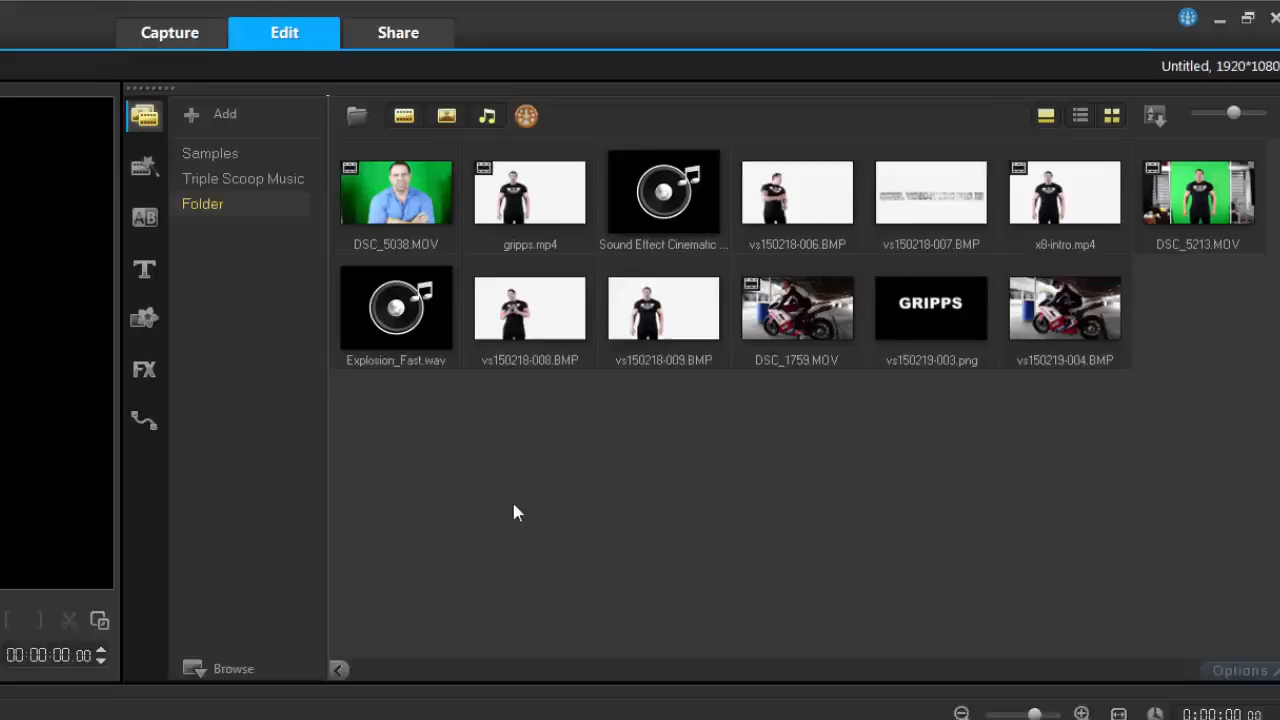 Capture
Edit
Share
Untitled, 1920*1080
Add
Samples
Triple Scoop Music
Folder
DSC_5038.MOV
gripps.mp4
Sound Effect Cinematic ...
vs150218-006.BMP
vs150218-007.BMP
x8-intro.mp4
DSC_5213.MOV
AB
T
FX
GRIPPS
Explosion_Fast.wav
vs150218-008.BMP
vs150218-009.BMP
DSC_1759.MOV
vs150219-003.png
vs150219-004.BMP
00:00:00.00
Browse
Options
0:00:00.00